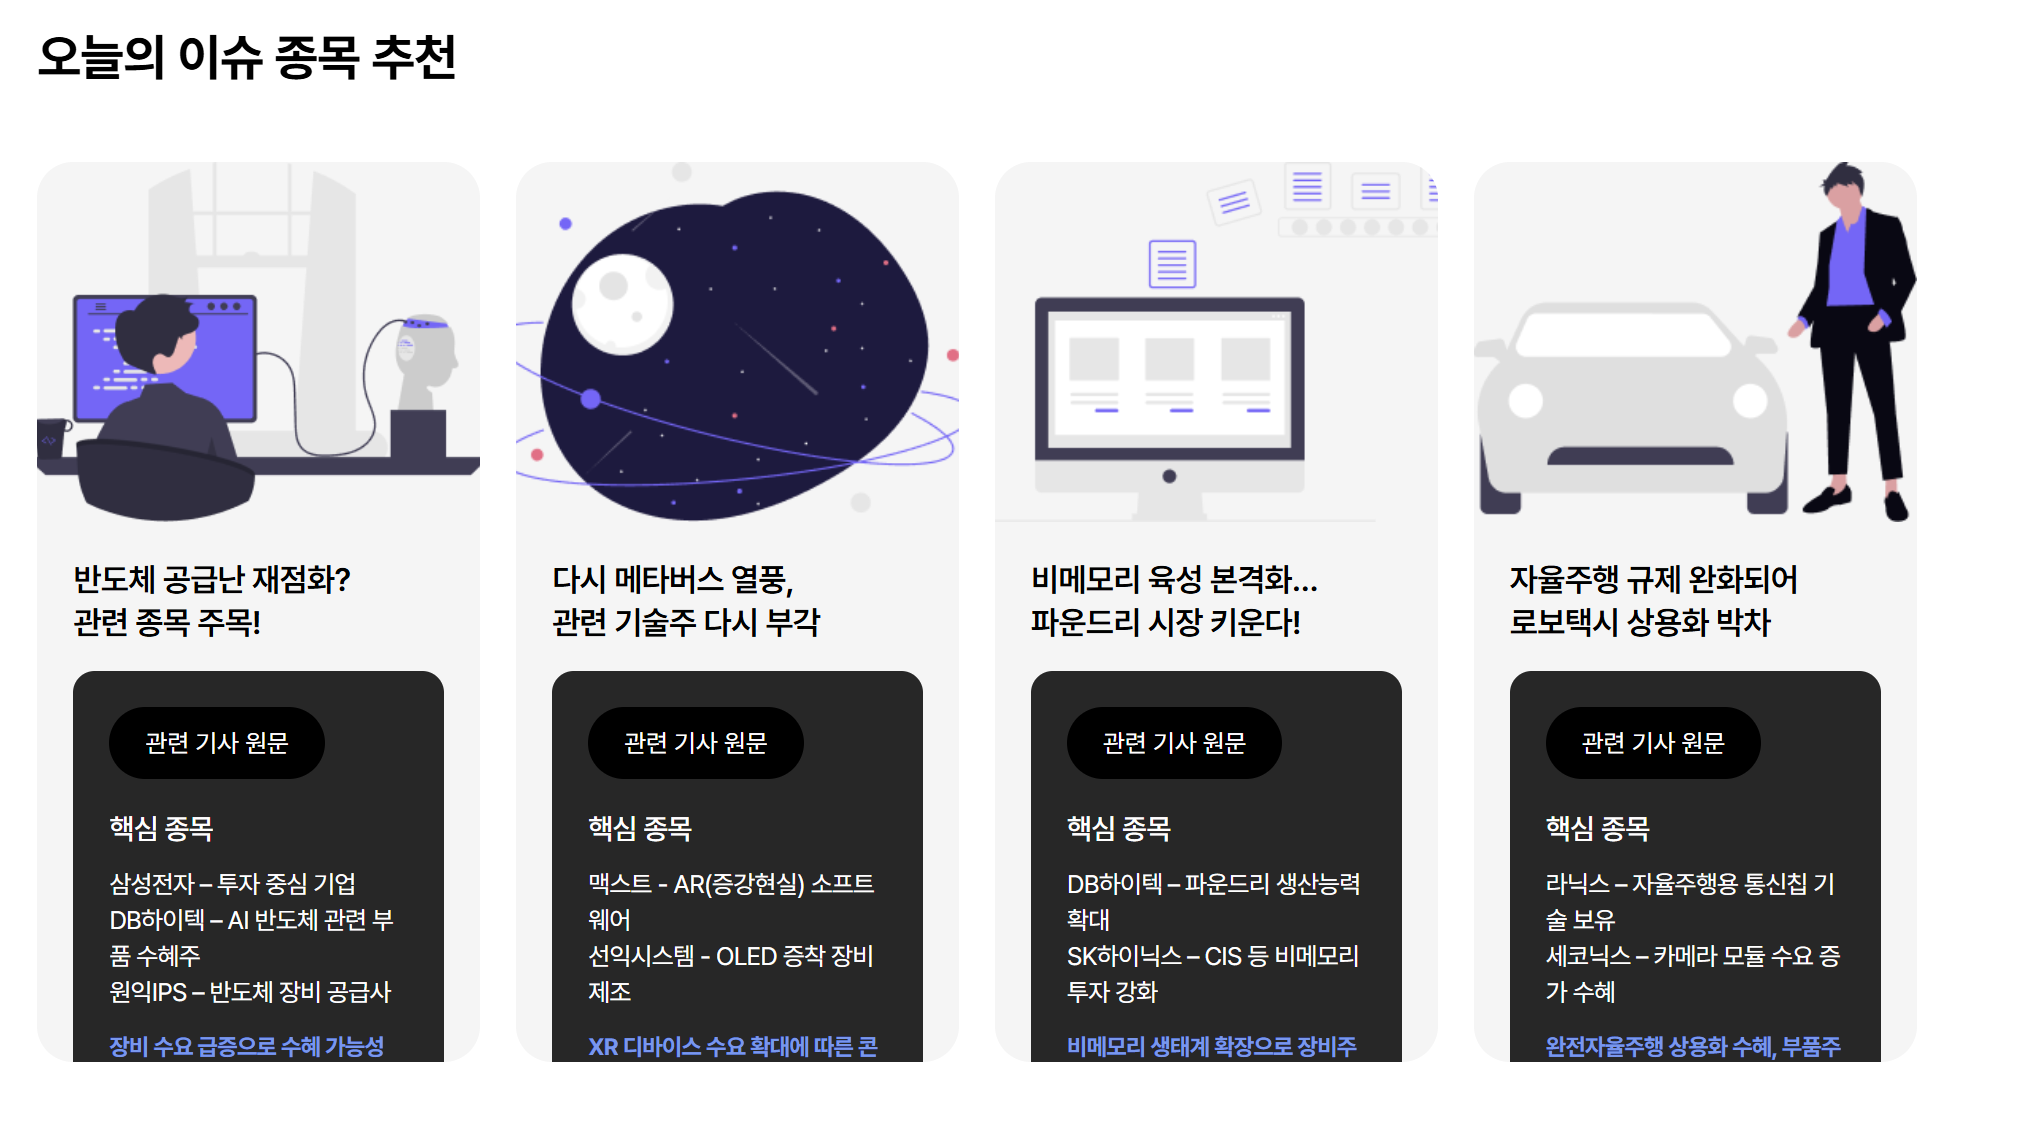 오늘의 이슈 종목 추천
반도체 공급난 재점화?
관련 종목 주목!
관련 기사 원문
핵심 종목
삼성전자 – 투자 중심 기업
DB하이텍 – AI 반도체 관련 부
품 수혜주
원익IPS – 반도체 장비 공급사
장비 수요 급증으로 수혜 가능성
다시 메타버스 열풍,
관련 기술주 다시 부각
관련 기사 원문
핵심 종목
맥스트 - AR(증강현실) 소프트
웨어
선익시스템 - OLED 증착 장비
제조
XR 디바이스 수요 확대에 따른 콘
비메모리 육성 본격화...
파운드리 시장 키운다!
관련 기사 원문
핵심 종목
DB하이텍 – 파운드리 생산능력
확대
SK하이닉스 – CIS 등 비메모리
투자 강화
비메모리 생태계 확장으로 장비주
자율주행 규제 완화되어
로보택시 상용화 박차
관련 기사 원문
핵심 종목
라닉스 – 자율주행용 통신칩 기
술 보유
세코닉스 – 카메라 모듈 수요 증
가 수혜
완전자율주행 상용화 수혜, 부품주